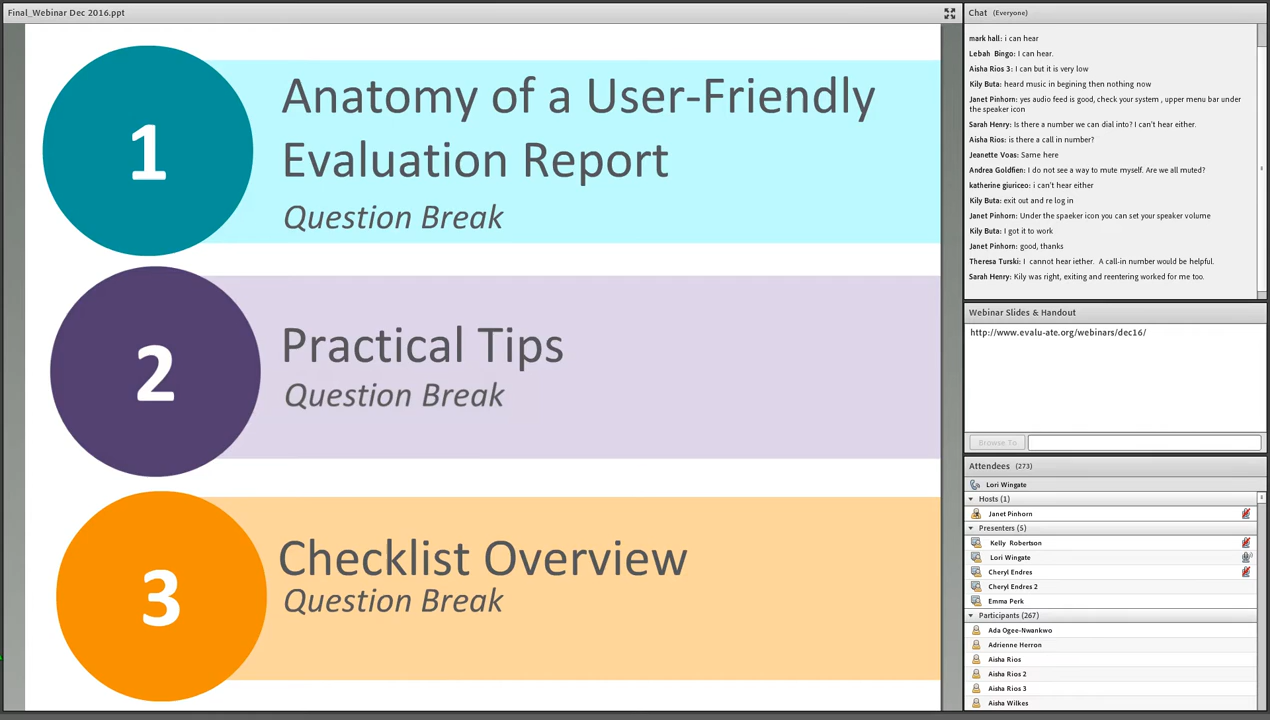 Final_Webinar Dec 2016.ppt
1
Anatomy of a User-Friendly
Evaluation Report
Question Break
2
Practical Tips
Question Break
3
Checklist Overview
Question Break
Chat (Everyone)
mark hall: i can hear
Lebah Bingo: I can hear.
Aisha Rios 3: I can but it is very low
Kily Buta: heard music in begining then nothing now
Janet Pinhorn: yes audio feed is good, check your system , upper menu bar under
the speaker icon
Sarah Henry: Is there a number we can dial into? I can't hear either.
Aisha Rios: is there a call in number?
Jeanette Voas: Same here
Andrea Goldfien: I do not see a way to mute myself. Are we all muted?
katherine giuriceo: i can't hear either
Kily Buta: exit out and re log in
Janet Pinhorn: Under the spaeker icon you can set your speaker volume
Kily Buta: I got it to work
Janet Pinhorn: good, thanks
Theresa Turski: I cannot hear iether. A call-in number would be helpful.
Sarah Henry: Kily was right, exiting and reentering worked for me too.
Webinar Slides & Handout
http://www.evalu-ate.org/webinars/dec16/
Browse To
Attendees (273)
Lori Wingate
Hosts (1)
Janet Pinhorn
Presenters (5)
Kelly Robertson
Lori Wingate
Cheryl Endres
Cheryl Endres 2
Emma Perk
Participants (267)
Ada Ogee-Nwankwo
Adrienne Herron
Aisha Rios
Aisha Rios 2
Aisha Rios 3
Aisha Wilkes